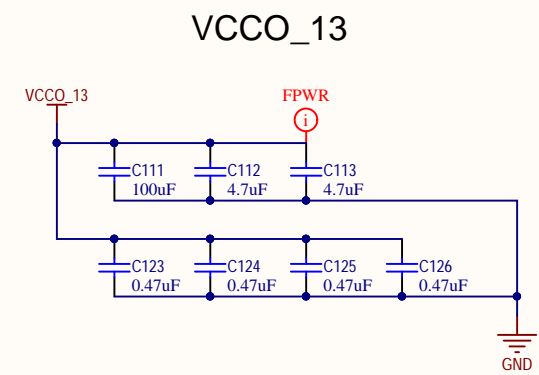 VCCO_13
VCCO_13
FPWR
i
C111
100uF
C112
4.7uF
C113
4.7uF
C123
0.47uF
C124
0.47uF
C125
0.47uF
C126
0.47uF
GND